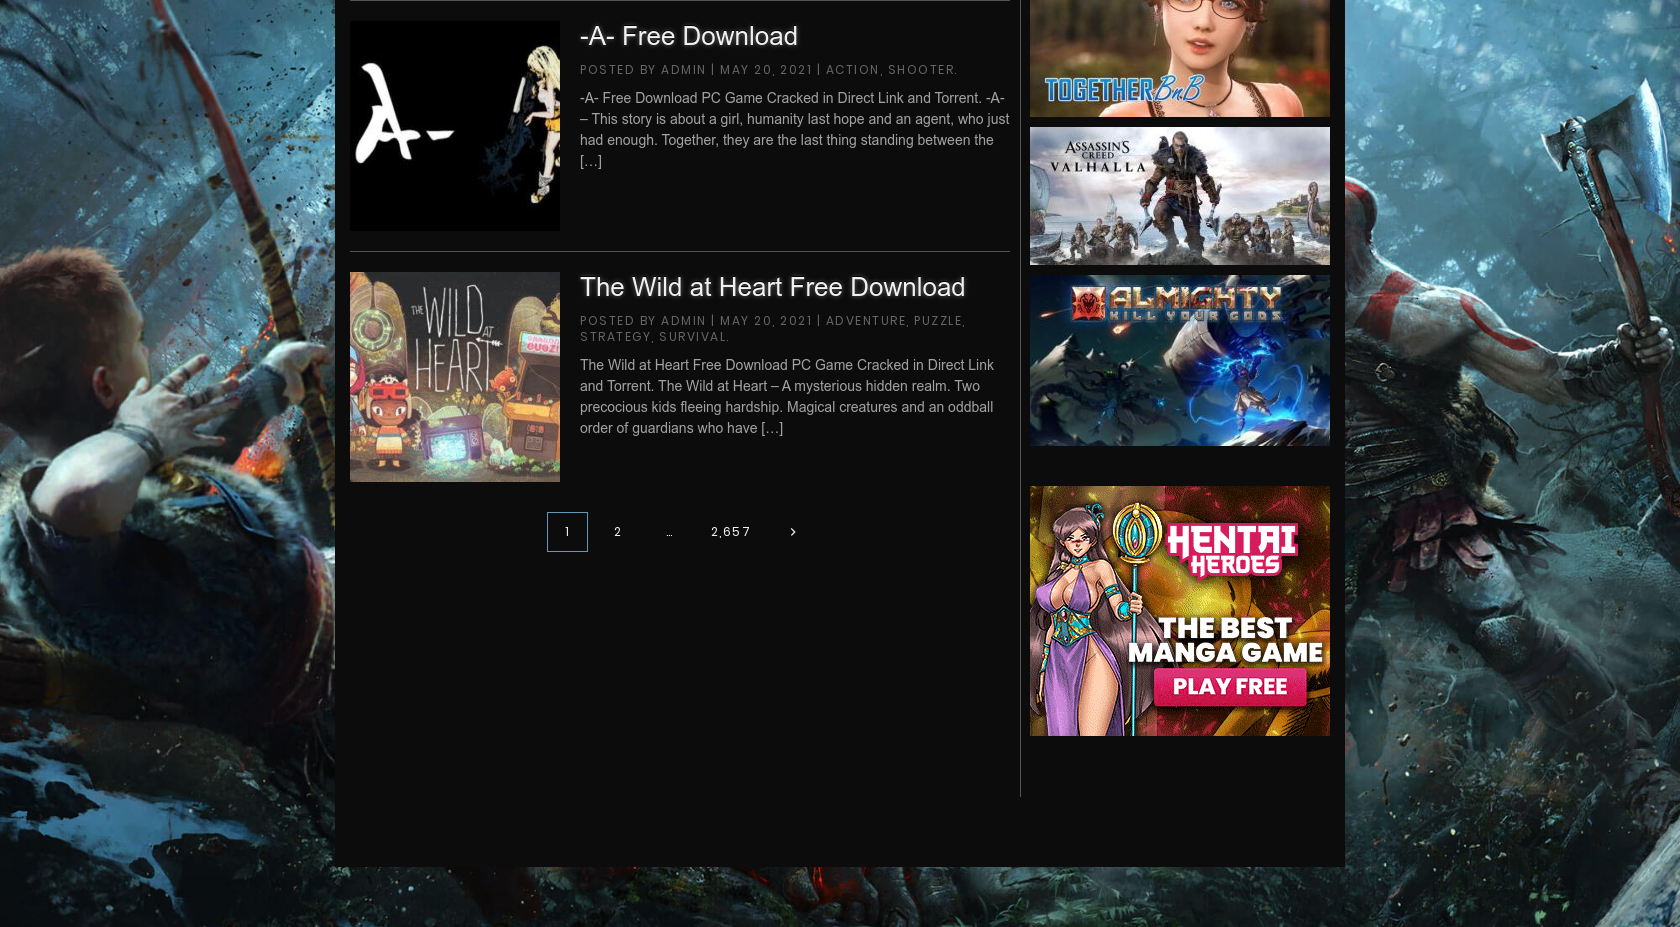 -A- Free Download
POSTED BY ADMIN | MAY 20, 2021 | ACTION, SHOOTER.
-A- Free Download PC Game Cracked in Direct Link and Torrent. -A-
– This story is about a girl, humanity last hope and an agent, who just
had enough. Together, they are the last thing standing between the
[…]
A-
The Wild at Heart Free Download
POSTED BY ADMIN | MAY 20, 2021 | ADVENTURE, PUZZLE,
STRATEGY, SURVIVAL.
The Wild at Heart Free Download PC Game Cracked in Direct Link
and Torrent. The Wild at Heart – A mysterious hidden realm. Two
precocious kids fleeing hardship. Magical creatures and an oddball
order of guardians who have […]
THE
WILD
AT
HEART
1
2
…
2,657
›
TOGETHER BnB
ASSASSIN'S
CREED
VALHALLA
ALMIGHTY
KILL YOUR GODS
HENTAI
HEROES
THE BEST
MANGA GAME
PLAY FREE